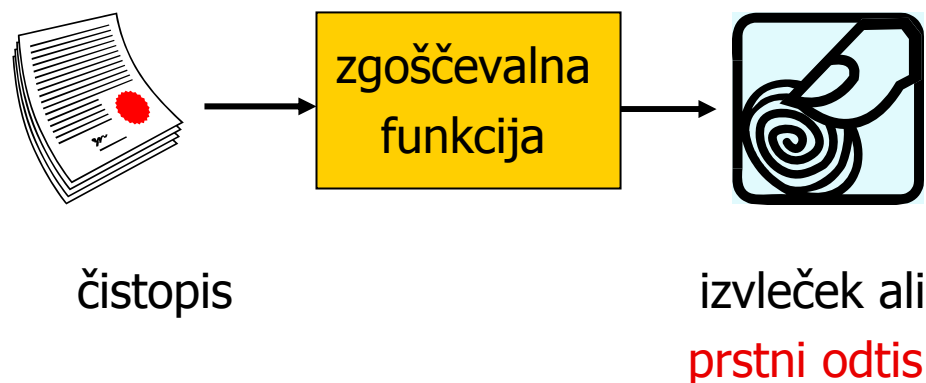 zgoščevalna
funkcija
čistopis
izvleček ali
prstni odtis